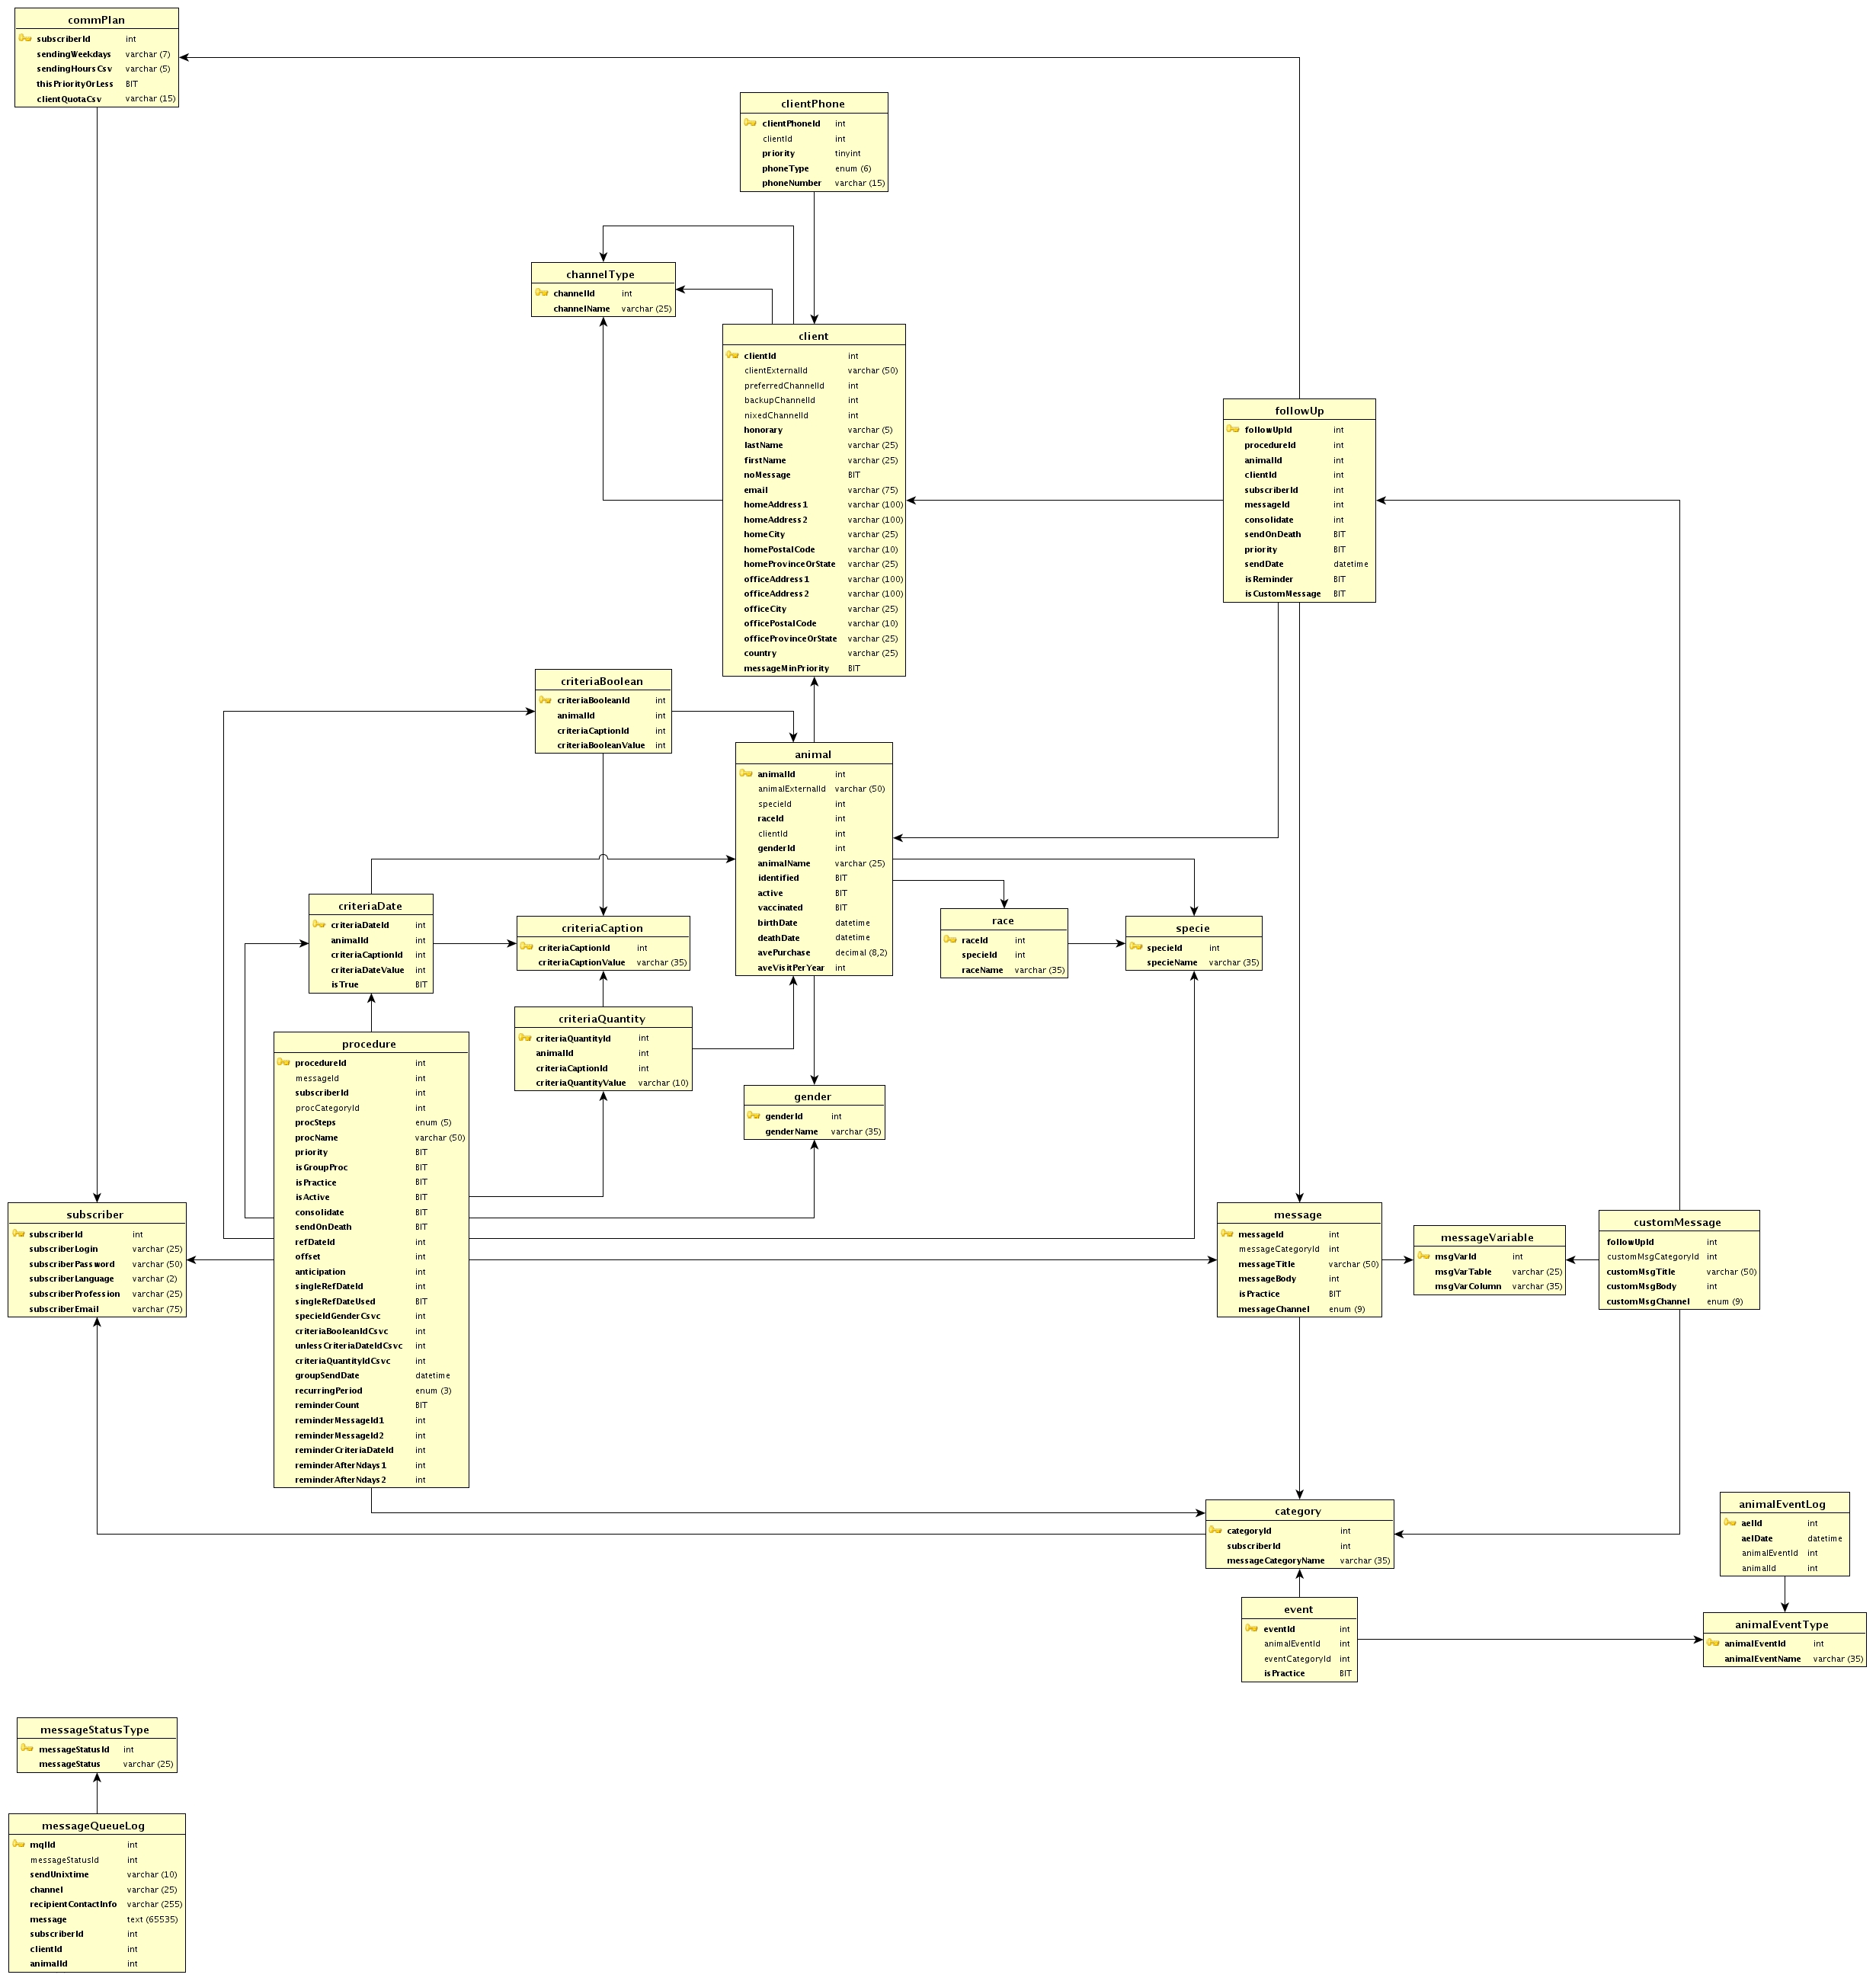 commPlan
subscriberId int
sendingWeekdays varchar (7)
sendingHoursCsv varchar (5)
thisPriorityOrLess BIT
clientQuotaCsv varchar (15)
clientPhone
clientPhoneId int
clientId int
priority tinyint
phoneType enum (6)
phoneNumber varchar (15)
channelType
channelId int
channelName varchar (25)
client
clientId int
clientExternalId varchar (50)
preferredChannelId int
backupChannelId int
nixedChannelId int
honorary varchar (5)
lastName varchar (25)
firstName varchar (25)
noMessage BIT
email varchar (75)
homeAddress1 varchar (100)
homeAddress2 varchar (100)
homeCity varchar (25)
homePostalCode varchar (10)
homeProvinceOrState varchar (25)
officeAddress1 varchar (100)
officeAddress2 varchar (100)
officeCity varchar (25)
officePostalCode varchar (10)
officeProvinceOrState varchar (25)
country varchar (25)
messageMinPriority BIT
followUp
followUpId int
procedureId int
animalId int
clientId int
subscriberId int
messageId int
consolidate int
sendOnDeath BIT
priority BIT
sendDate datetime
isReminder BIT
isCustomMessage BIT
criteriaBoolean
criteriaBooleanId int
animalId int
criteriaCaptionId int
criteriaBooleanValue int
animal
animalId int
animalExternalId varchar (50)
specieId int
raceId int
clientId int
genderId int
animalName varchar (25)
identified BIT
active BIT
vaccinated BIT
birthDate datetime
deathDate datetime
avePurchase decimal (8,2)
aveVisitPerYear int
criteriaDate
criteriaDateId int
animalId int
criteriaCaptionId int
criteriaDateValue int
isTrue BIT
criteriaCaption
criteriaCaptionId int
criteriaCaptionValue varchar (35)
race
raceId int
specieId int
raceName varchar (35)
specie
specieId int
specieName varchar (35)
criteriaQuantity
criteriaQuantityId int
animalId int
criteriaCaptionId int
criteriaQuantityValue varchar (10)
procedure
procedureId int
messageId int
subscriberId int
procCategoryId int
procSteps enum (5)
procName varchar (50)
priority BIT
isGroupProc BIT
isPractice BIT
isActive BIT
consolidate BIT
sendOnDeath BIT
refDateId int
offset int
anticipation int
singleRefDateId int
singleRefDateUsed BIT
specieIdGenderCsvc int
criteriaBooleanIdCsvc int
unlessCriteriaDateIdCsvc int
criteriaQuantityIdCsvc int
groupSendDate datetime
recurringPeriod enum (3)
reminderCount BIT
reminderMessageId1 int
reminderMessageId2 int
reminderCriteriaDateId int
reminderAfterNdays1 int
reminderAfterNdays2 int
gender
genderId int
genderName varchar (35)
subscriber
subscriberId int
subscriberLogin varchar (25)
subscriberPassword varchar (50)
subscriberLanguage varchar (2)
subscriberProfession varchar (25)
subscriberEmail varchar (75)
message
messageId int
messageCategoryId int
messageTitle varchar (50)
messageBody int
isPractice BIT
messageChannel enum (9)
messageVariable
msgVarId int
msgVarTable varchar (25)
msgVarColumn varchar (35)
customMessage
followUpId int
customMsgCategoryId int
customMsgTitle varchar (50)
customMsgBody int
customMsgChannel enum (9)
category
categoryId int
subscriberId int
messageCategoryName varchar (35)
animalEventLog
aelId int
aelDate datetime
animalEventId int
animalId int
event
eventId int
animalEventId int
eventCategoryId int
isPractice BIT
animalEventType
animalEventId int
animalEventName varchar (35)
messageStatusType
messageStatusId int
messageStatus varchar (25)
messageQueueLog
mqlId int
messageStatusId int
sendUnixtime varchar (10)
channel varchar (25)
recipientContactInfo varchar (255)
message text (65535)
subscriberId int
clientId int
animalId int